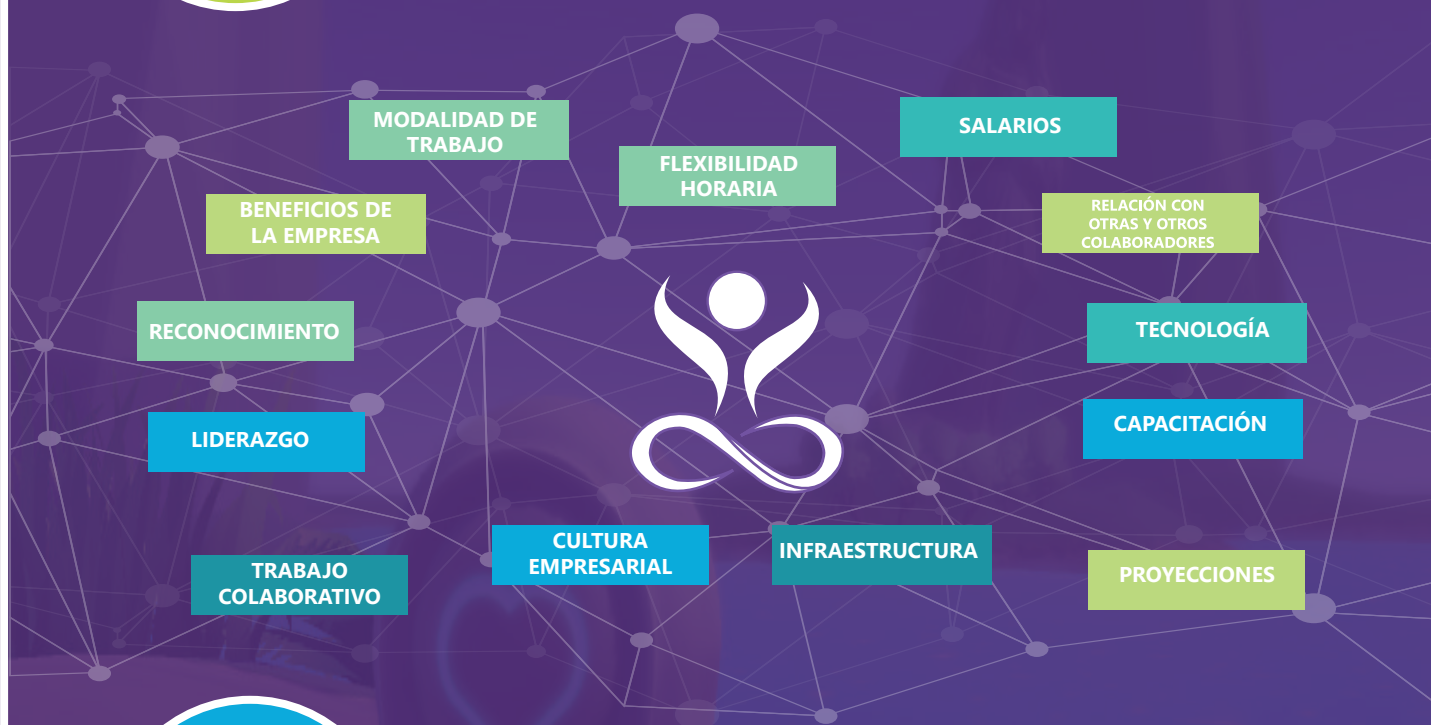 MODALIDAD DE
TRABAJO
SALARIOS
FLEXIBILIDAD
HORARIA
BENEFICIOS DE
LA EMPRESA
RELACIÓN CON
OTRAS Y OTROS
COLABORADORES
RECONOCIMIENTO
TECNOLOGÍA
LIDERAZGO
CAPACITACIÓN
CULTURA
EMPRESARIAL
INFRAESTRUCTURA
TRABAJO
COLABORATIVO
PROYECCIONES